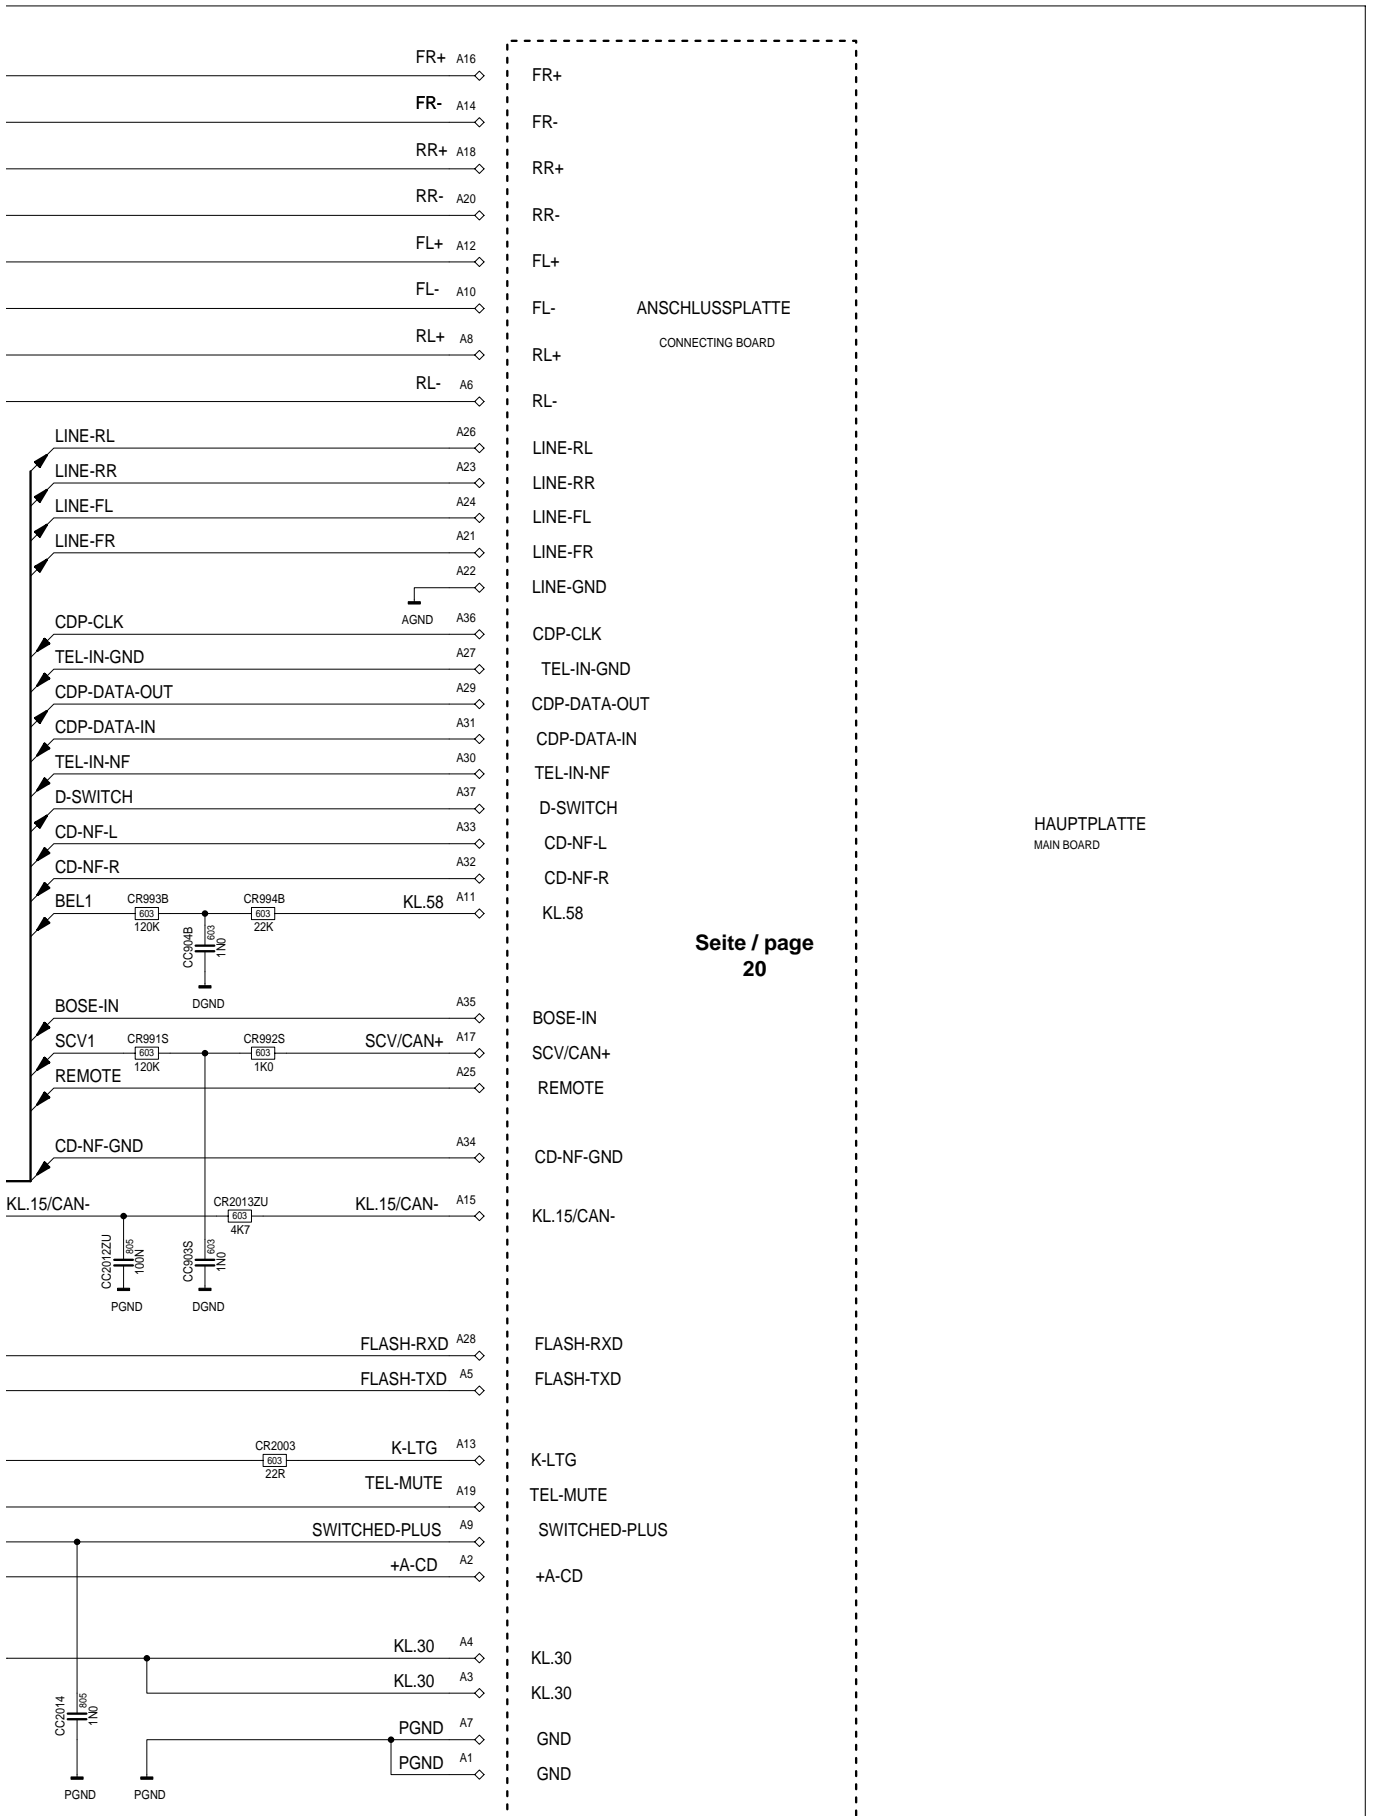 FR+ A16
FR+
FR- A14
FR-
RR+ A18
RR+
RR- A20
RR-
FL+ A12
FL+
FL- A10
FL- ANSCHLUSSPLATTE
CONNECTING BOARD
RL+ A8
RL+
RL- A6
RL-
LINE-RL A26
LINE-RL
LINE-RR A23
LINE-RR
LINE-FL A24
LINE-FL
LINE-FR A21
LINE-FR
A22
LINE-GND
AGND
CDP-CLK A36
CDP-CLK
TEL-IN-GND A27
TEL-IN-GND
CDP-DATA-OUT A29
CDP-DATA-OUT
CDP-DATA-IN A31
CDP-DATA-IN
TEL-IN-NF A30
TEL-IN-NF
D-SWITCH A37
D-SWITCH
CD-NF-L A33
CD-NF-L
HAUPTPLATTE
MAIN BOARD
CD-NF-R A32
CD-NF-R
BEL1 CR993B CR994B KL.58 A11
603 603 KL.58
120K 22K
CC904B 603 1N0
DGND
Seite / page
20
BOSE-IN A35
BOSE-IN
SCV1 CR991S CR992S SCV/CAN+ A17
603 603 SCV/CAN+
120K 1K0
REMOTE A25
REMOTE
CD-NF-GND A34
CD-NF-GND
KL.15/CAN- CR2013ZU KL.15/CAN- A15
603 KL.15/CAN-
4K7
CC2012ZU 805 100N
CC903S 603 1N0
PGND DGND
FLASH-RXD A28
FLASH-RXD
FLASH-TXD A5
FLASH-TXD
CR2003 K-LTG A13
603 K-LTG
22R
TEL-MUTE A19
TEL-MUTE
SWITCHED-PLUS A9
SWITCHED-PLUS
+A-CD A2
+A-CD
KL.30 A4
KL.30
KL.30 A3
KL.30
CC2014 805 1N0
PGND A7
GND
PGND A1
GND
PGND PGND